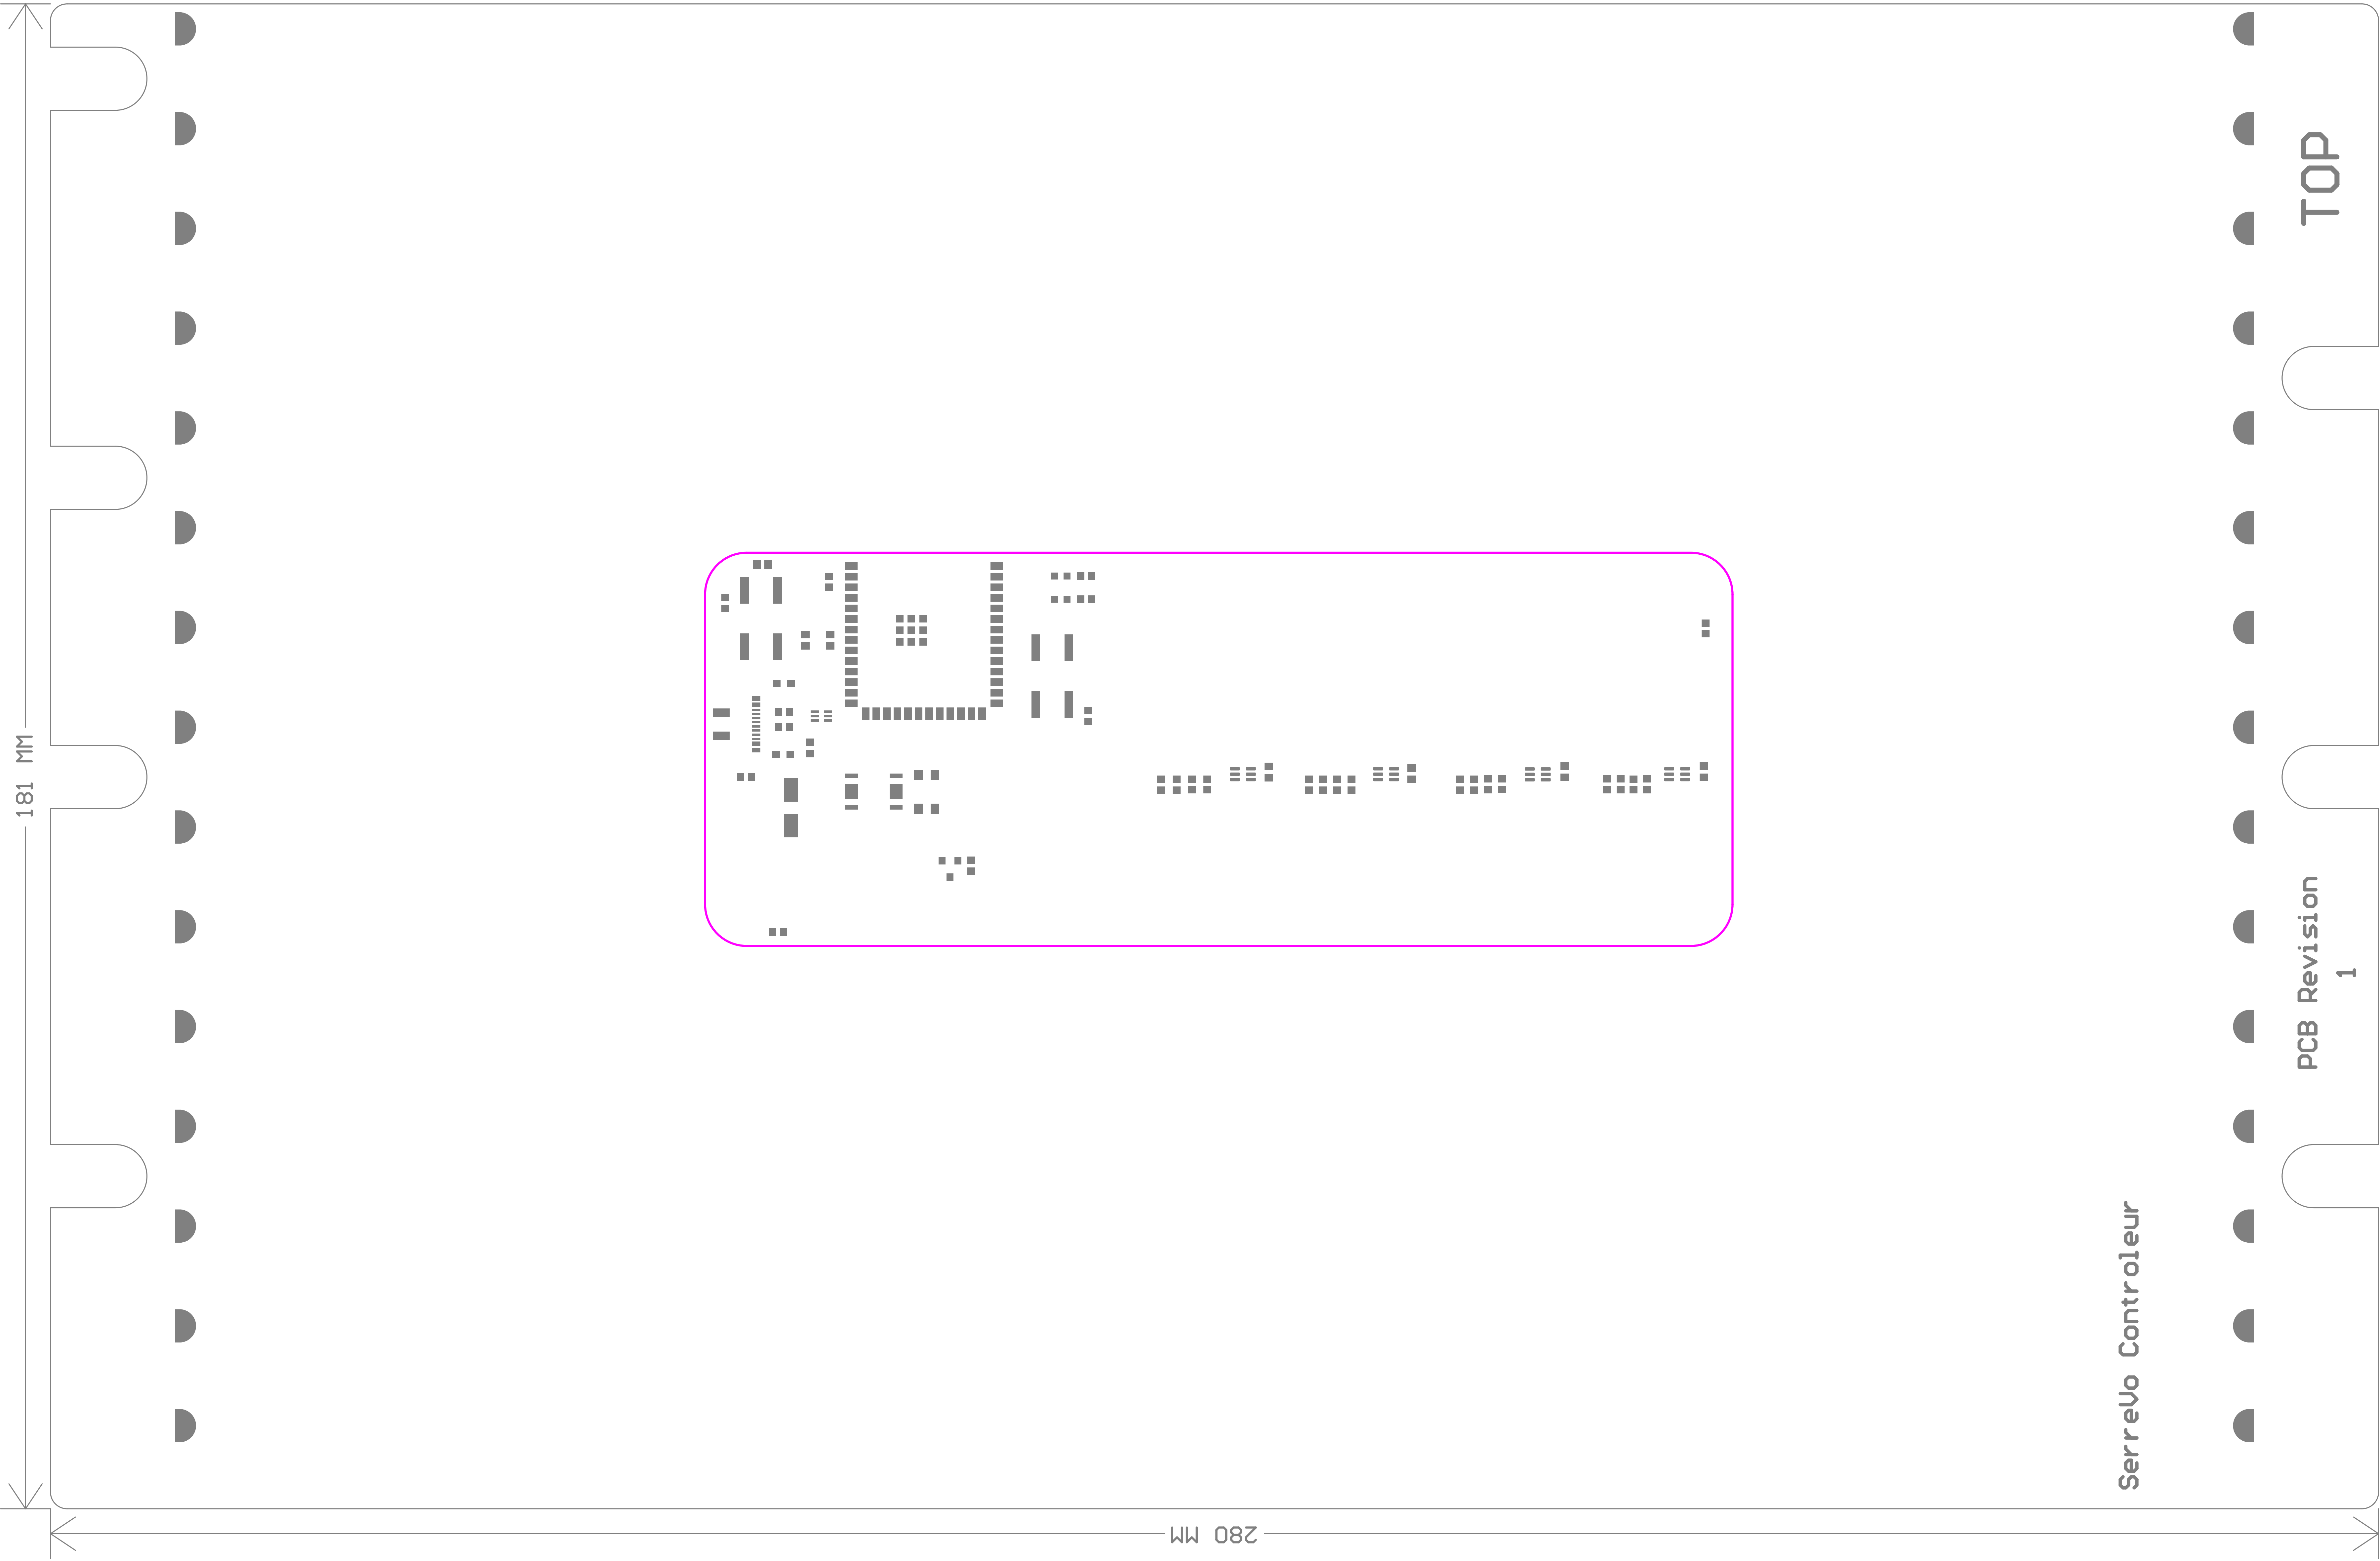 TOP
181 MM
PCB Revision
1
SerreVo Controleur
280 MM